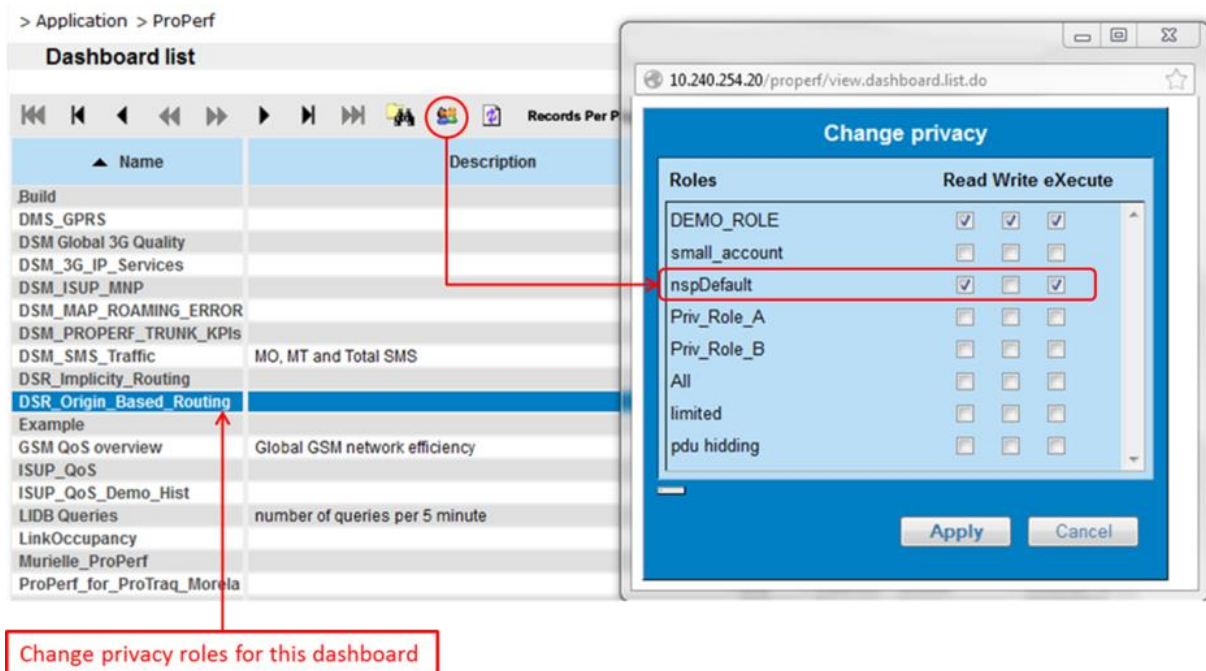 > Application > ProPerf
Dashboard list
Records Per P
Name Description
Build
DMS_GPRS
DSM Global 3G Quality
DSM_3G_IP_Services
DSM_ISUP_MNP
DSM_MAP_ROAMING_ERROR
DSM_PROPERF_TRUNK_KPIs
DSM_SMS_Traffic MO, MT and Total SMS
DSR_Implicity_Routing
DSR_Origin_Based_Routing
Example
GSM QoS overview Global GSM network efficiency
ISUP_QoS
ISUP_QoS_Demo_Hist
LIDB Queries number of queries per 5 minute
LinkOccupancy
Murielle_ProPerf
ProPerf_for_ProTraq_Morela
Change privacy roles for this dashboard
10.240.254.20/properf/view.dashboard.list.do
Change privacy
Roles Read Write eXecute
DEMO_ROLE
small_account
nspDefault
Priv_Role_A
Priv_Role_B
All
limited
pdu hidding
Apply Cancel